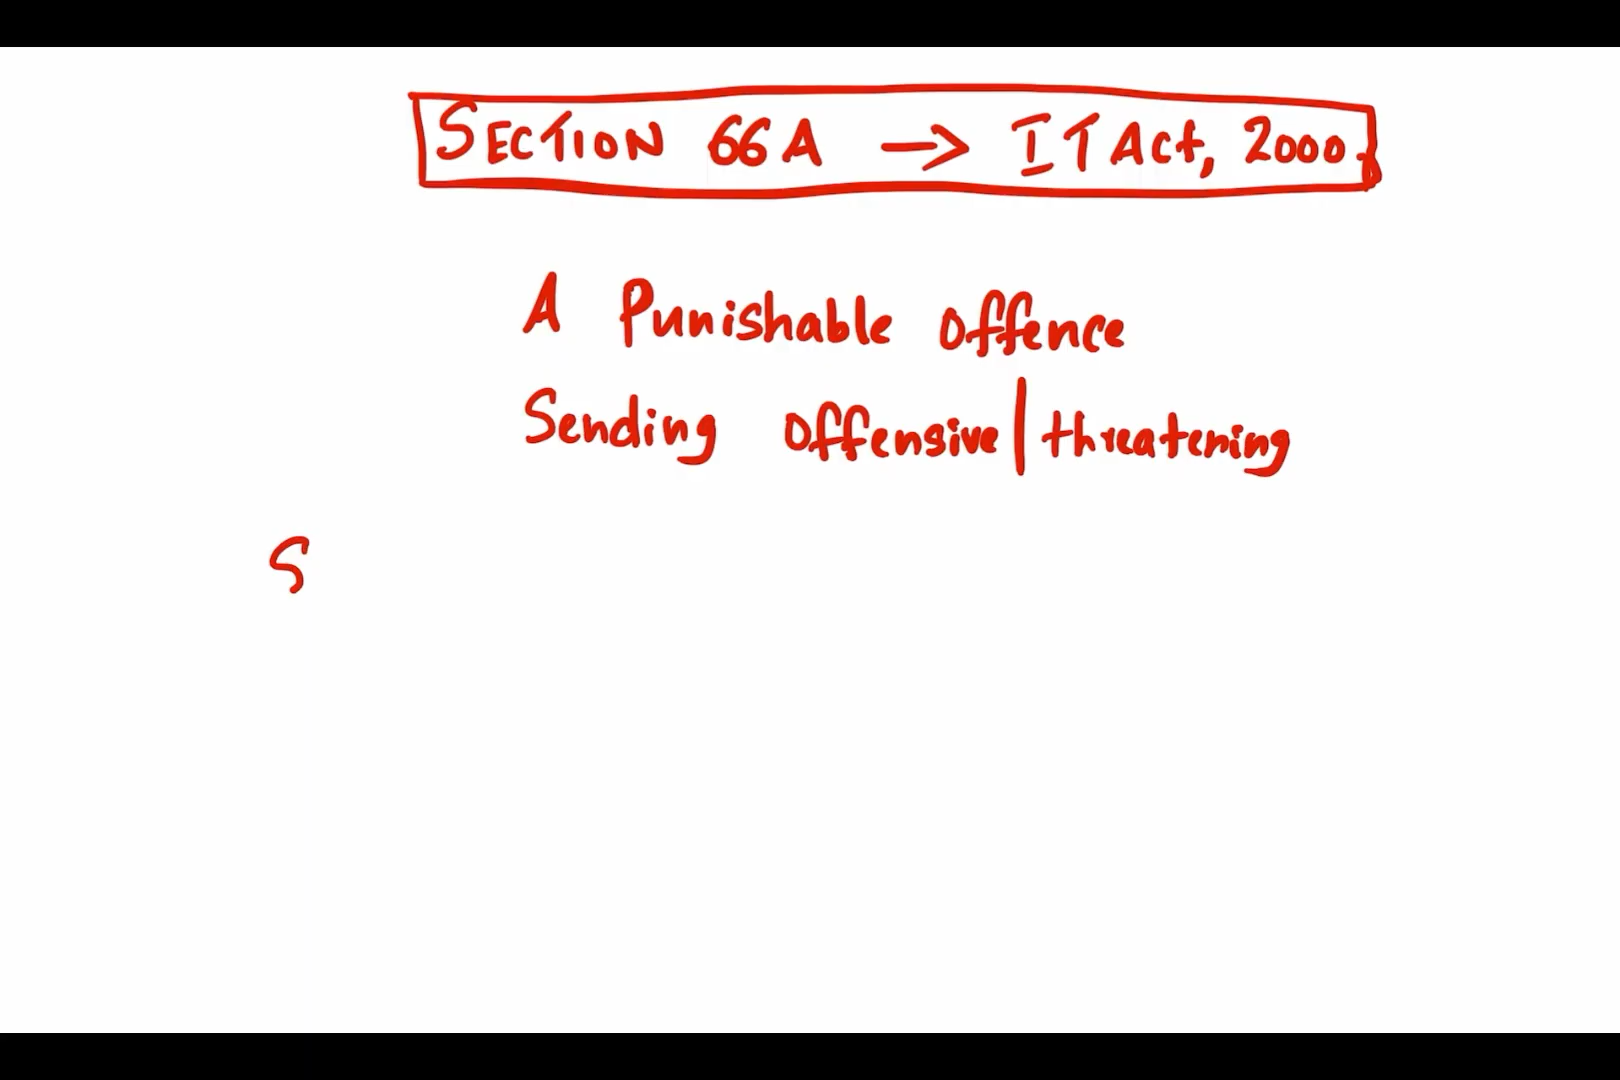 SECTION 66A → IT Act, 2000.
A Punishable offence
Sending offensive | threatening
S